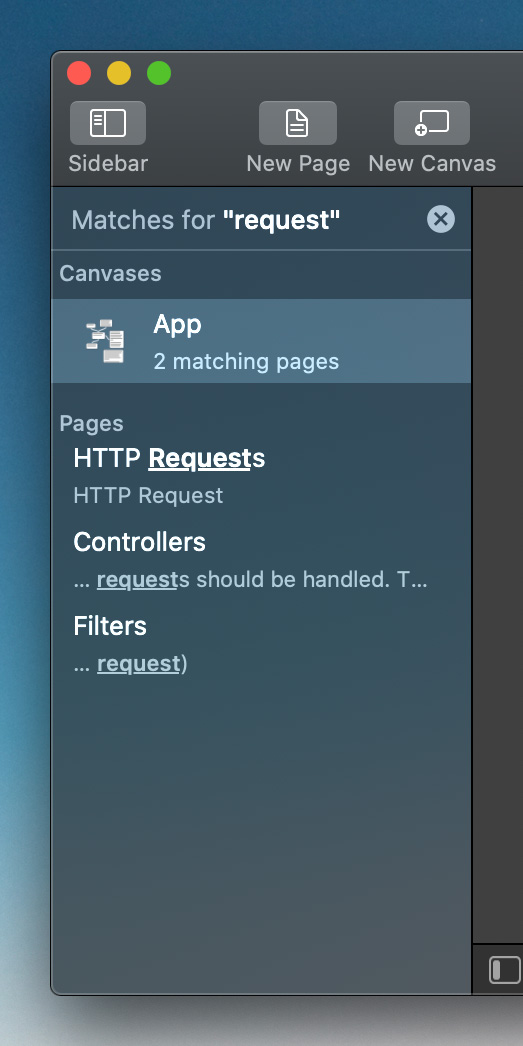 Sidebar
New Page
New Canvas
Matches for "request"
Canvases
App
2 matching pages
Pages
HTTP Requests
HTTP Request
Controllers
... requests should be handled. T...
Filters
... request)